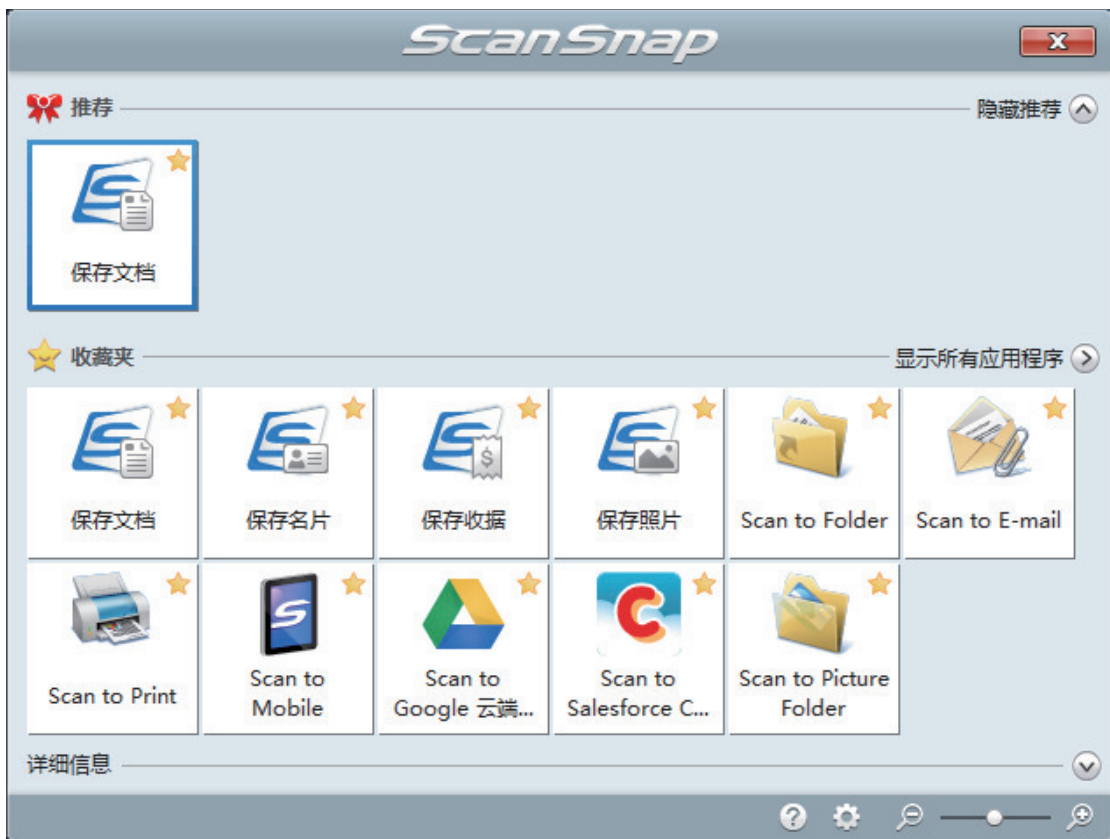 ScanSnap
X
推荐
隐藏推荐
保存文档
收藏夹
显示所有应用程序
保存文档
保存名片
保存收据
保存照片
Scan to Folder
Scan to E-mail
Scan to Print
Scan to
Mobile
Scan to
Google 云端...
Scan to
Salesforce C...
Scan to Picture
Folder
详细信息